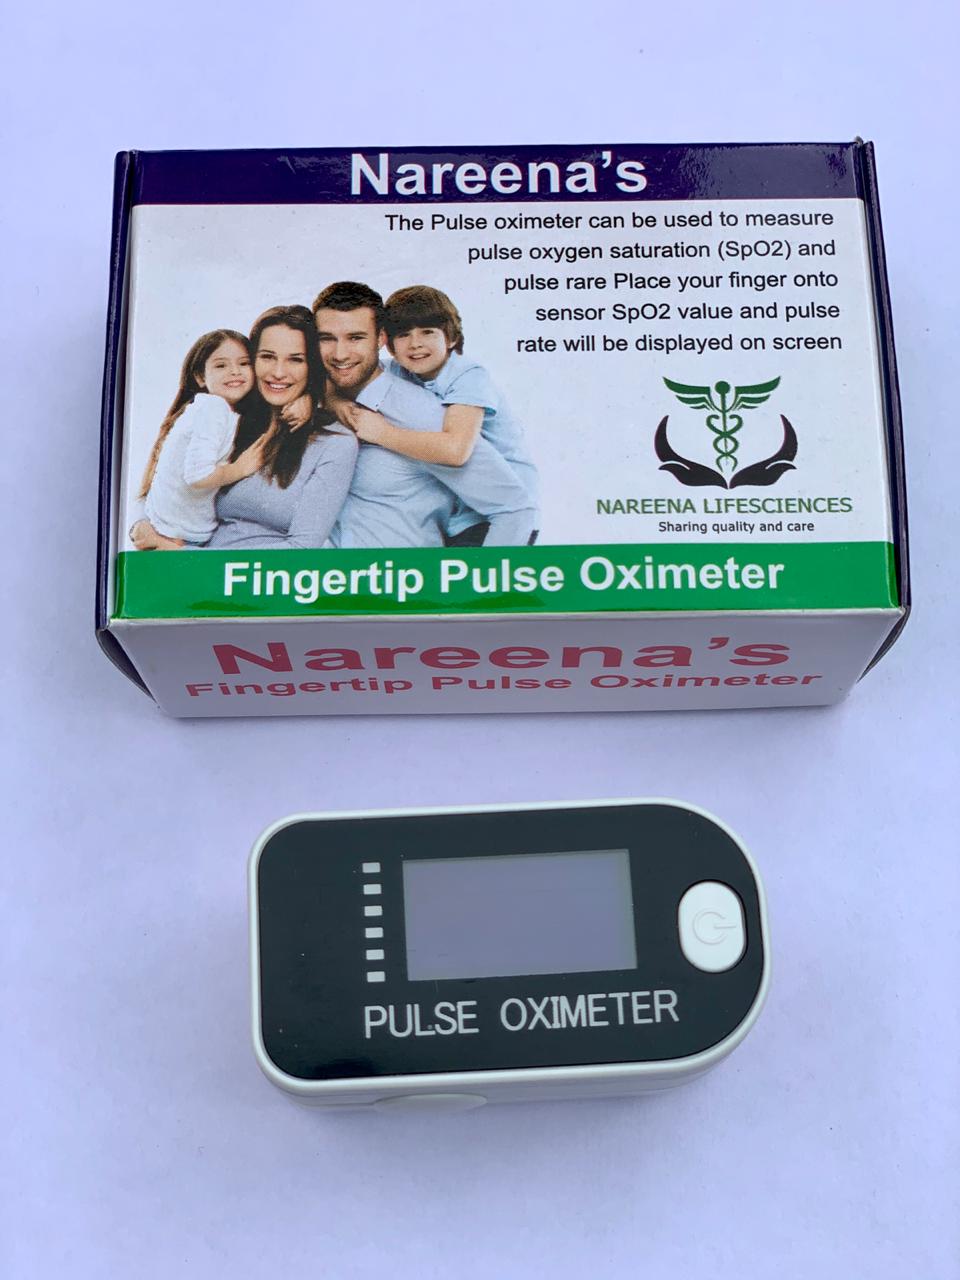 Nareena's
The Pulse oximeter can be used to measure
pulse oxygen saturation (SpO2) and
pulse rare Place your finger onto
sensor SpO2 value and pulse
rate will be displayed on screen
NAREENA LIFESCIENCES
Sharing quality and care
Fingertip Pulse Oximeter
Nareena's
Fingertip Pulse Oximeter
PULSE OXIMETER